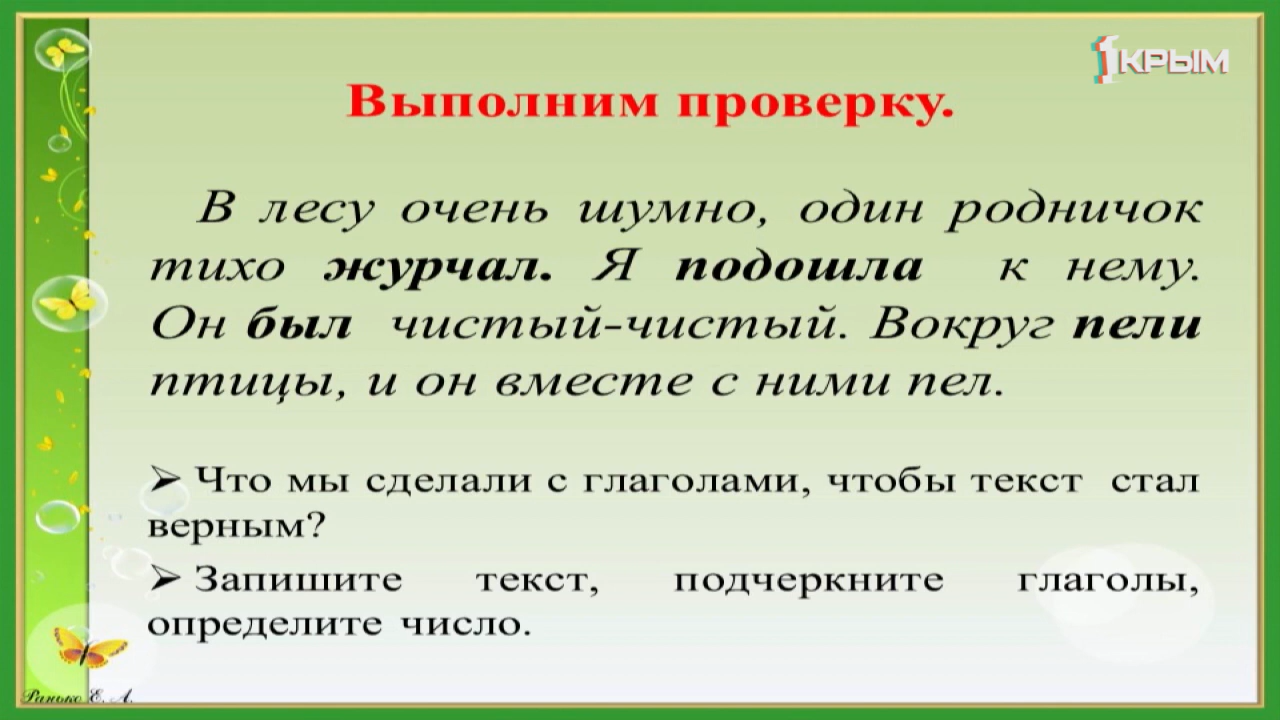 1КРЫМ
Выполним проверку.
В лесу очень шумно, один родничок
тихо журчал. Я подошла к нему.
Он был чистый-чистый. Вокруг пели
птицы, и он вместе с ними пел.
➢ Что мы сделали с глаголами, чтобы текст стал
верным?
➢ Запишите текст, подчеркните глаголы,
определите число.
Ранько Е. А.